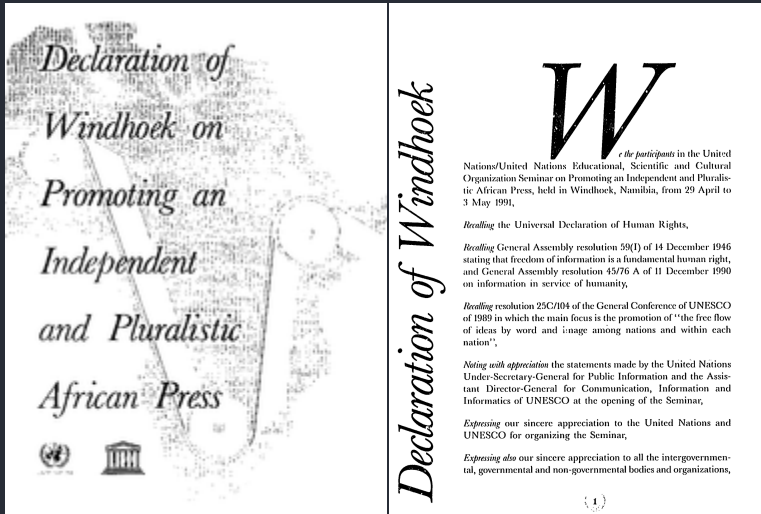 Declaration of
Windhoek on
Promoting an
Independent
and Pluralistic
African Press
Declaration of Windhoek
We the participants in the United
Nations/United Nations Educational, Scientific and Cultural
Organization Seminar on Promoting an Independent and Pluralis-
tic African Press, held in Windhoek, Namibia, from 29 April to
3 May 1991,
Recalling the Universal Declaration of Human Rights,
Recalling General Assembly resolution 59(I) of 14 December 1946
stating that freedom of information is a fundamental human right,
and General Assembly resolution 45/76 A of 11 December 1990
on information in service of humanity,
Recalling resolution 25C/104 of the General Conference of UNESCO
of 1989 in which the main focus is the promotion of "the free flow
of ideas by word and image among nations and within each
nation",
Noting with appreciation the statements made by the United Nations
Under-Secretary-General for Public Information and the Assis-
tant Director-General for Communication, Information and
Informatics of UNESCO at the opening of the Seminar,
Expressing our sincere appreciation to the United Nations and
UNESCO for organizing the Seminar,
Expressing also our sincere appreciation to all the intergovernmen-
tal, governmental and non-governmental bodies and organizations,
1